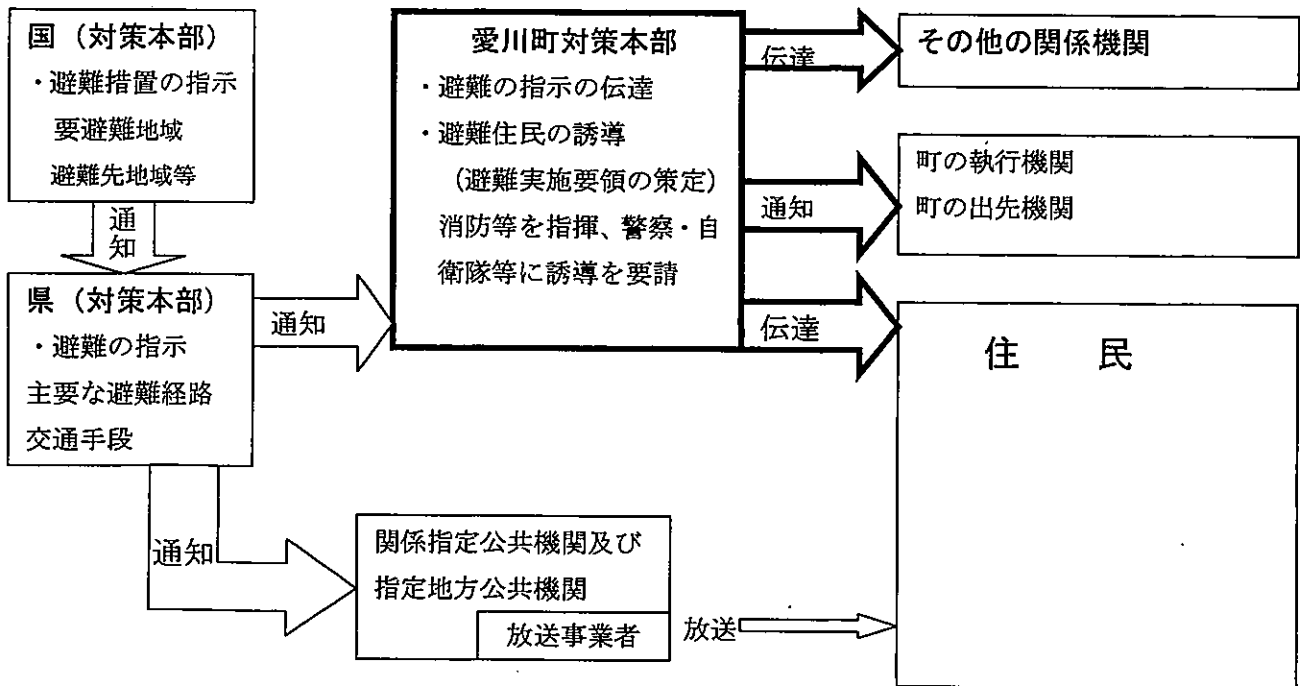 国（対策本部）
・避難措置の指示
要避難地域
避難先地域等
通知
県（対策本部）
・避難の指示
主要な避難経路
交通手段
通知
愛川町対策本部
・避難の指示の伝達
・避難住民の誘導
（避難実施要領の策定）
消防等を指揮、警察・自
衛隊等に誘導を要請
伝達
その他の関係機関
通知
町の執行機関
町の出先機関
伝達
住　民
通知
関係指定公共機関及び
指定地方公共機関
放送事業者
放送